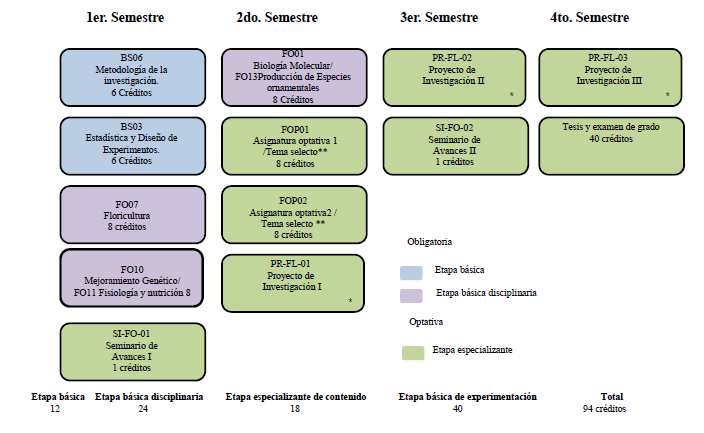 1er. Semestre
2do. Semestre
3er. Semestre
4to. Semestre
BS06
Metodología de la
investigación.
6 Créditos
BS03
Estadística y Diseño de
Experimentos.
6 Crédito
FO07
Floricultura
8 créditos
FO10
Mejoramiento Genético/
FO11 Fisiología y nutrición 8
SI-FO-01
Seminario de
Avances I
1 créditos
FO01
Biología Molecular/
FO13Producción de Especies
ornamentales
8 Créditos
FOP01
Asignatura optativa 1
/Tema selecto**
8 créditos
FOP02
Asignatura optativa2 /
Tema selecto **
8 créditos
PR-FL-01
Proyecto de
Investigación I
*
PR-FL-02
Proyecto de
Investigación II
*
SI-FO-02
Seminario de
Avances II
1 créditos
PR-FL-03
Proyecto de
Investigación III
*
Tesis y examen de grado
40 créditos
Obligatoria
Etapa básica
Etapa básica disciplinaria
Optativa
Etapa especializante
Etapa básica
12
Etapa básica disciplinaria
24
Etapa especializante de contenido
18
Etapa básica de experimentación
40
Total
94 créditos